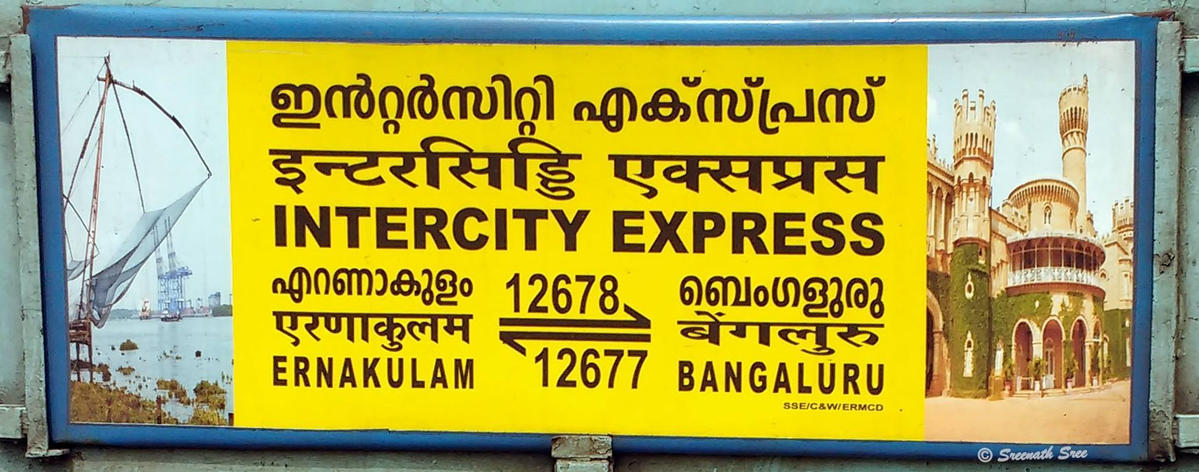 ഇൻറ്റർസിറ്റി എക്സ്പ്രസ്
इन्टरसिड्डि एक्सप्रस
INTERCITY EXPRESS
എറണാകുളം 12678 ബെംഗളുരു
एरणाकुलम 12677 बेंगलुरु
ERNAKULAM BANGALURU
SSE/C&W/ERMCD
© Sreenath Sree